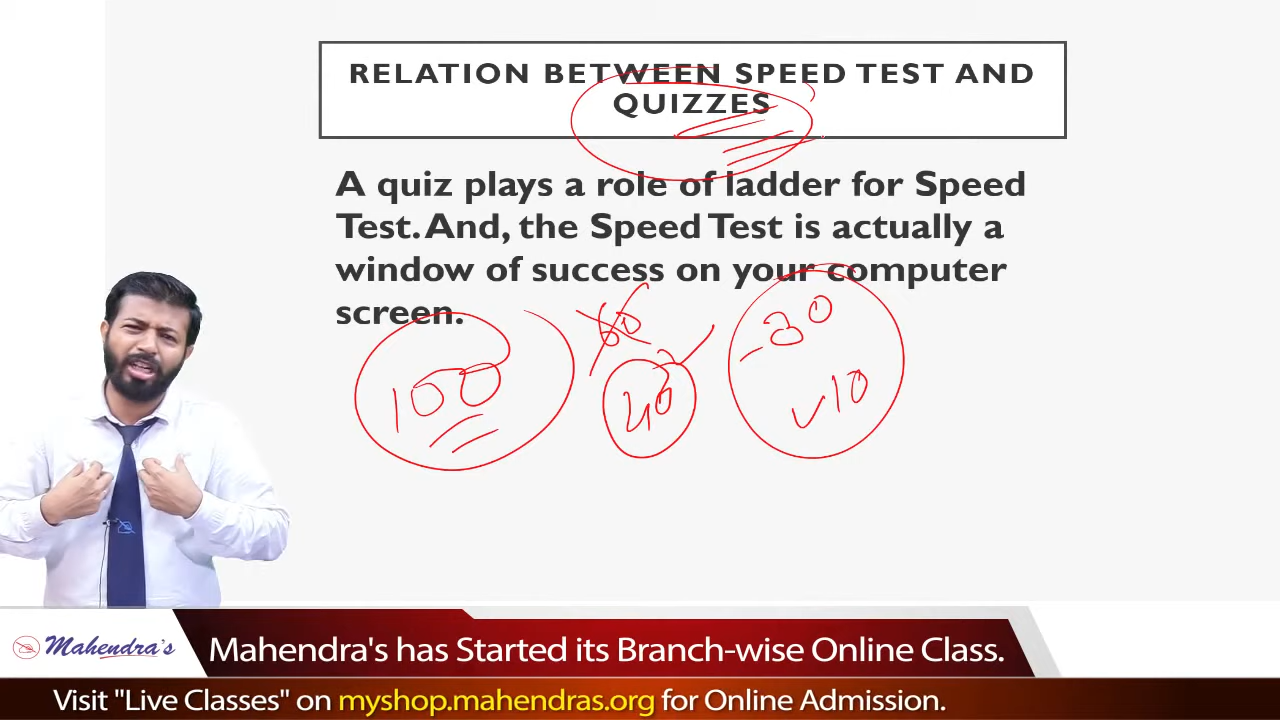 RELATION BETWEEN SPEED TEST AND
QUIZZES
A quiz plays a role of ladder for Speed
Test. And, the Speed Test is actually a
window of success on your computer
screen.
100
60
40
30
10
Mahendra's
Mahendra's has Started its Branch-wise Online Class.
Visit "Live Classes" on myshop.mahendras.org for Online Admission.